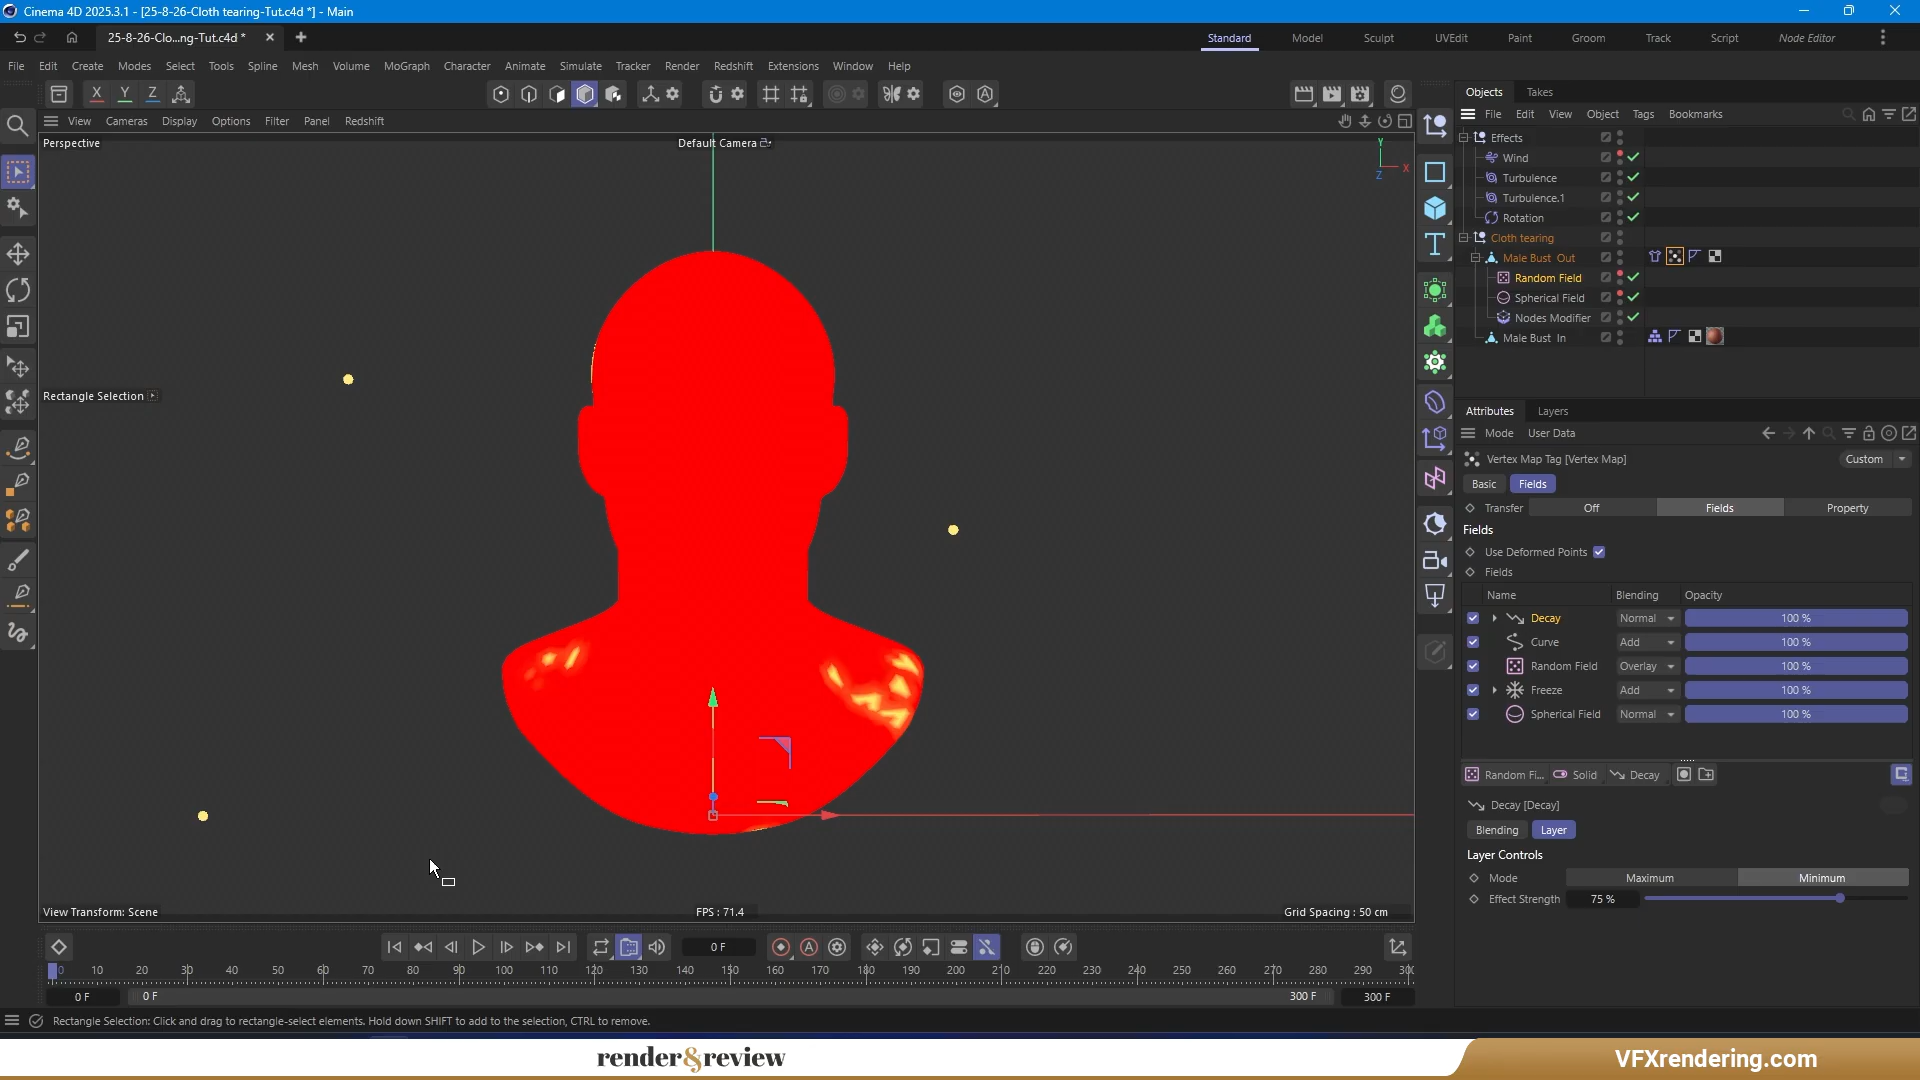 Cinema 4D 2025.3.1 - [25-8-26-Cloth tearing-Tut.c4d *] - Main
25-8-26-Clo...ng-Tut.c4d *
Standard Model Sculpt UVEdit Paint Groom Track Script Node Editor
File Edit Create Modes Select Tools Spline Mesh Volume MoGraph Character Animate Simulate Tracker Render Redshift Extensions Window Help
X Y Z
View Cameras Display Options Filter Panel Redshift
Perspective
Default Camera
Y
X
Z
Rectangle Selection
View Transform: Scene
FPS : 71.4
Grid Spacing : 50 cm
Objects Takes
File Edit View Object Tags Bookmarks
Effects
Wind
Turbulence
Turbulence.1
Rotation
Cloth tearing
Male Bust Out
Random Field
Spherical Field
Nodes Modifier
Male Bust In
Attributes Layers
Mode User Data
Vertex Map Tag [Vertex Map]
Custom
Basic Fields
Transfer Off Fields Property
Fields
Use Deformed Points
Fields
Name Blending Opacity
Decay Normal 100 %
Curve Add 100 %
Random Field Overlay 100 %
Freeze Add 100 %
Spherical Field Normal 100 %
Random Fi... Solid Decay
Decay [Decay]
Blending Layer
Layer Controls
Mode Maximum Minimum
Effect Strength 75 %
0 F
0 10 20 30 40 50 60 70 80 90 100 110 120 130 140 150 160 170 180 190 200 210 220 230 240 250 260 270 280 290 30
0 F 0 F 300 F 300 F
Rectangle Selection: Click and drag to rectangle-select elements. Hold down SHIFT to add to the selection, CTRL to remove.
render&review
VFXrendering.com